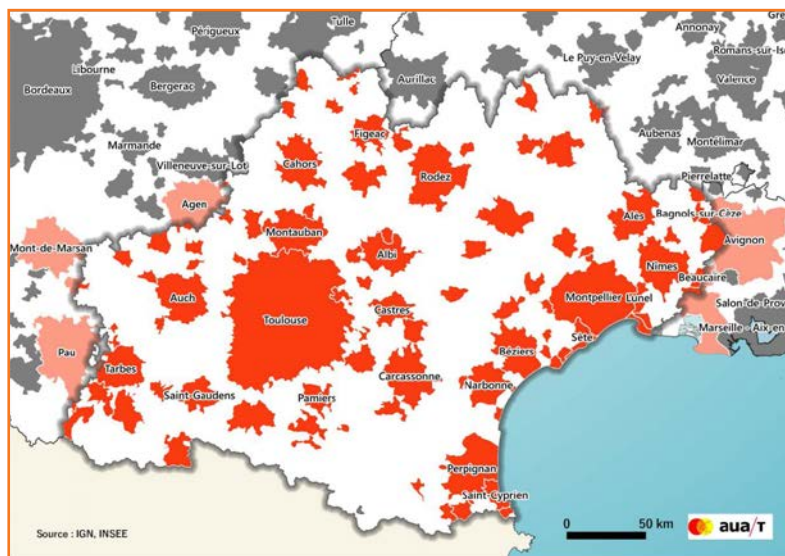 Tulle
Périgueux
Annonay
Libourne
Le Puy-en-Velay
Romans-sur-Is
Bordeaux
Bergerac
Aurillac
Valence
Marmande
Aubenas
Montélimar
Villeneuve-sur-Lot
Figeac
Cahors
Pierrelatte
Rodez
Agen
Alès
Bagnols-sur-Cèze
Mont-de-Marsan
Montauban
Albi
Avignon
Nîmes
Auch
Beaucaire
Montpellier
Lunel
Toulouse
Castres
Salon-de-Prov
Marseille - Aix-en
Sète
Pau
Béziers
Tarbes
Carcassonne
Narbonne
Saint-Gaudens
Pamiers
Perpignan
Saint-Cyprien
Source : IGN, INSEE
0 50 km
aua/T